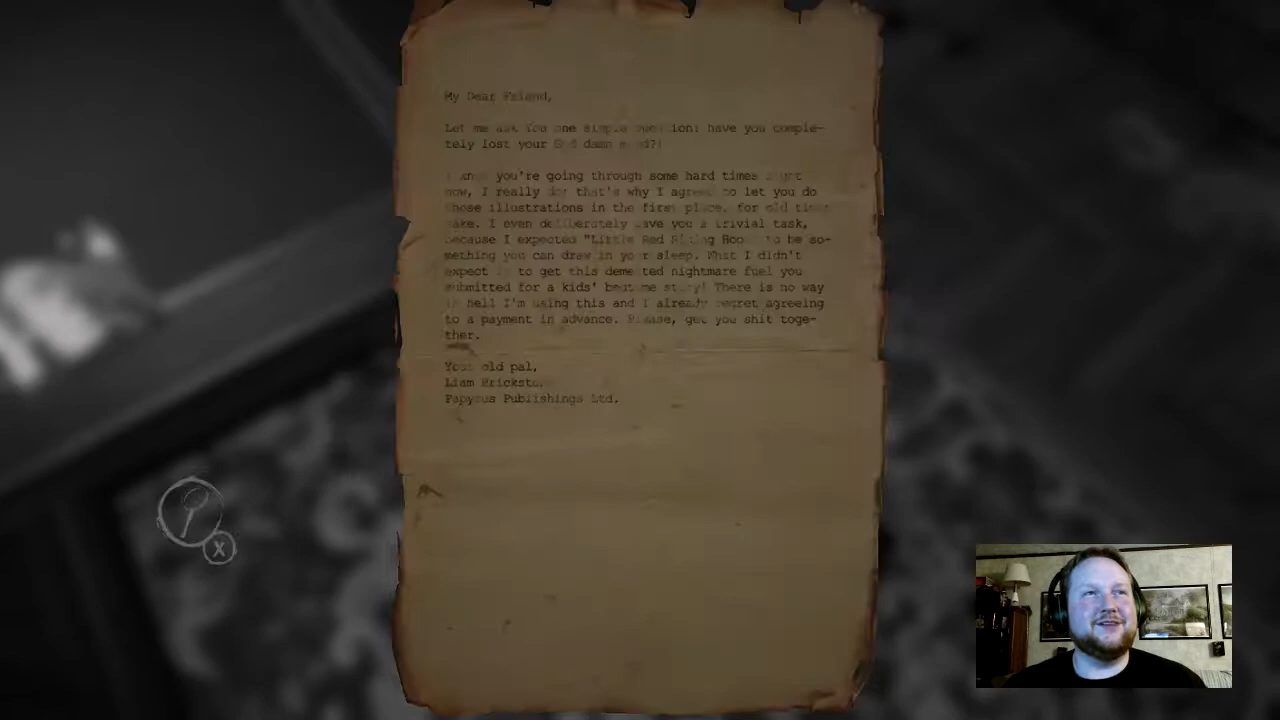 My Dear Friend,
Let me ask You one simple question: have you comple-
tely lost your God damn mind?!
I know you're going through some hard times right
now, I really do; that's why I agreed to let you do
those illustrations in the first place, for old time
sake. I even deliberately gave you a trivial task,
because I expected "Little Red Riding Hood" to be so-
mething you can draw in your sleep. What I didn't
expect is to get this demented nightmare fuel you
submitted for a kids' bedtime story! There is no way
in hell I'm using this and I already regret agreeing
to a payment in advance. Please, get you shit toge-
ther.
Your old pal,
Liam
Papyrus Publishings Ltd.
X